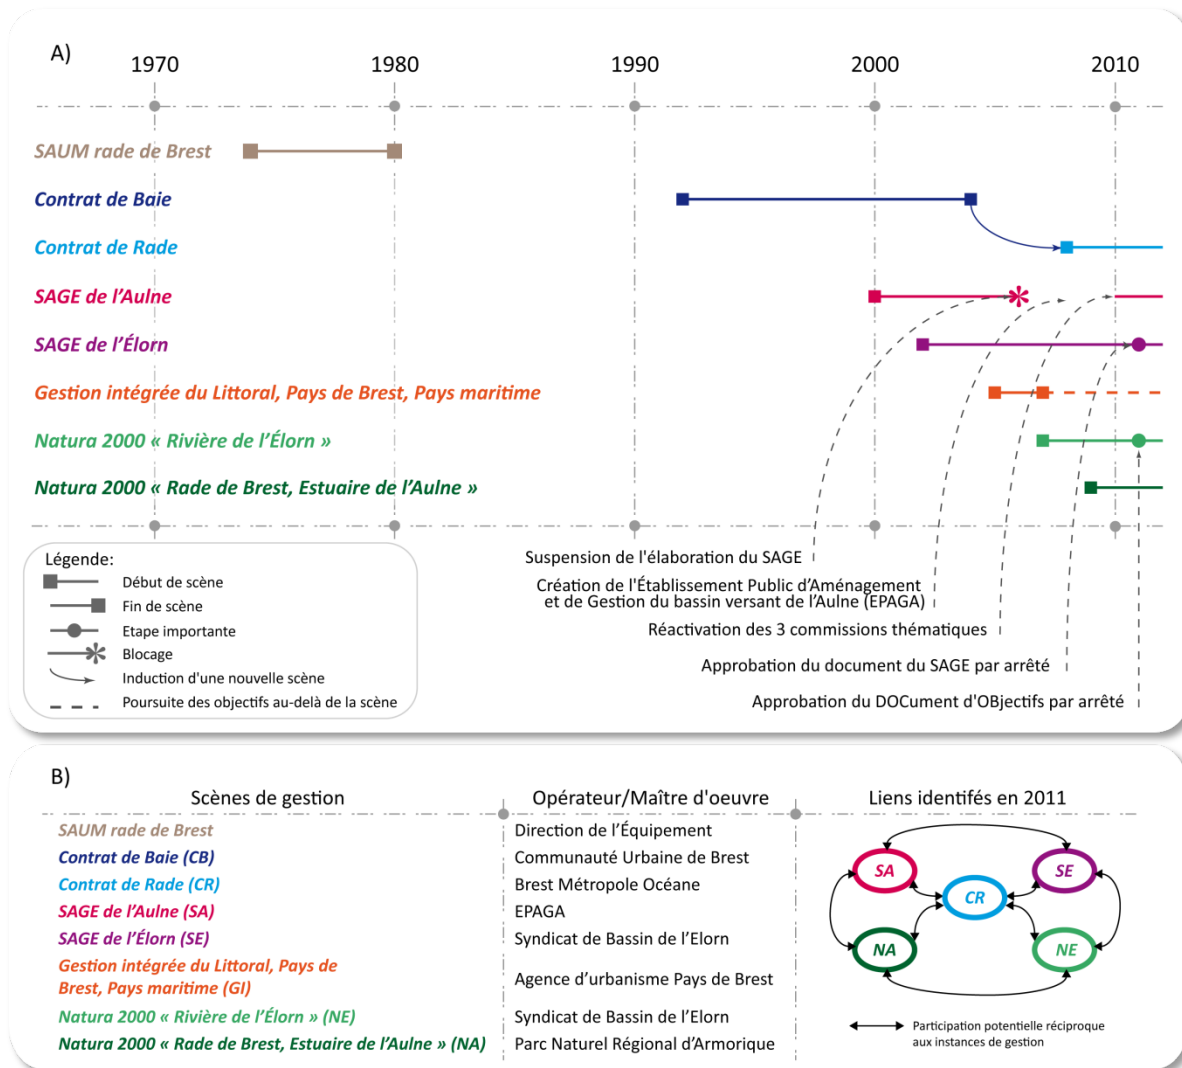 A)
1970 1980 1990 2000 2010
SAUM rade de Brest
Contrat de Baie
Contrat de Rade
SAGE de l'Aulne
SAGE de l'Élorn
Gestion intégrée du Littoral, Pays de Brest, Pays maritime
Natura 2000 « Rivière de l'Élorn »
Natura 2000 « Rade de Brest, Estuaire de l'Aulne »
Légende:
Début de scène
Fin de scène
Etape importante
Blocage
Induction d'une nouvelle scène
Poursuite des objectifs au-delà de la scène
Suspension de l'élaboration du SAGE
Création de l'Établissement Public d'Aménagement
et de Gestion du bassin versant de l'Aulne (EPAGA)
Réactivation des 3 commissions thématiques
Approbation du document du SAGE par arrêté
Approbation du DOCument d'OBjectifs par arrêté
B)
Scènes de gestion Opérateur/Maître d'oeuvre Liens identifés en 2011
SAUM rade de Brest Direction de l'Équipement
Contrat de Baie (CB) Communauté Urbaine de Brest
Contrat de Rade (CR) Brest Métropole Océane
SAGE de l'Aulne (SA) EPAGA
SAGE de l'Élorn (SE) Syndicat de Bassin de l'Elorn
Gestion intégrée du Littoral, Pays de
Brest, Pays maritime (GI) Agence d'urbanisme Pays de Brest
Natura 2000 « Rivière de l'Élorn » (NE) Syndicat de Bassin de l'Elorn
Natura 2000 « Rade de Brest, Estuaire de l'Aulne » (NA) Parc Naturel Régional d'Armorique
SA SE
CR
NA NE
Participation potentielle réciproque
aux instances de gestion